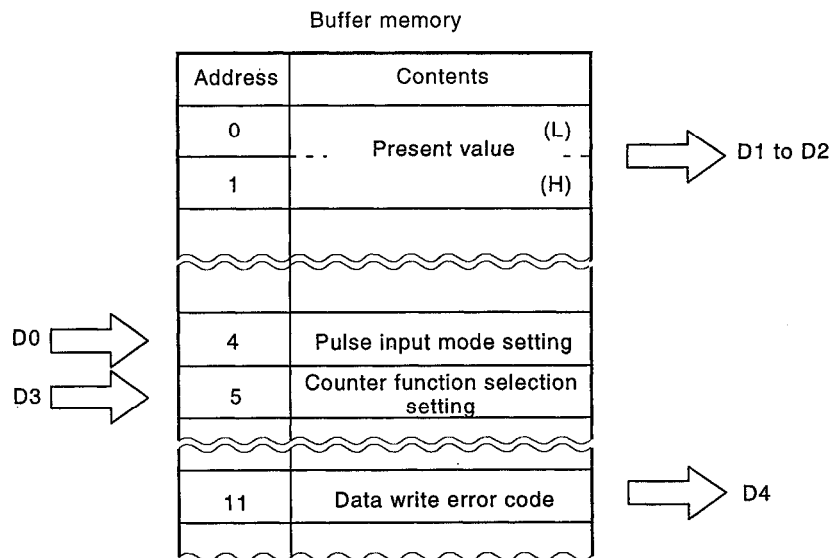 Buffer memory
Address Contents
0 (L)
Present value D1 to D2
1 (H)
D0 4 Pulse input mode setting
D3 5 Counter function selection
setting
11 Data write error code D4